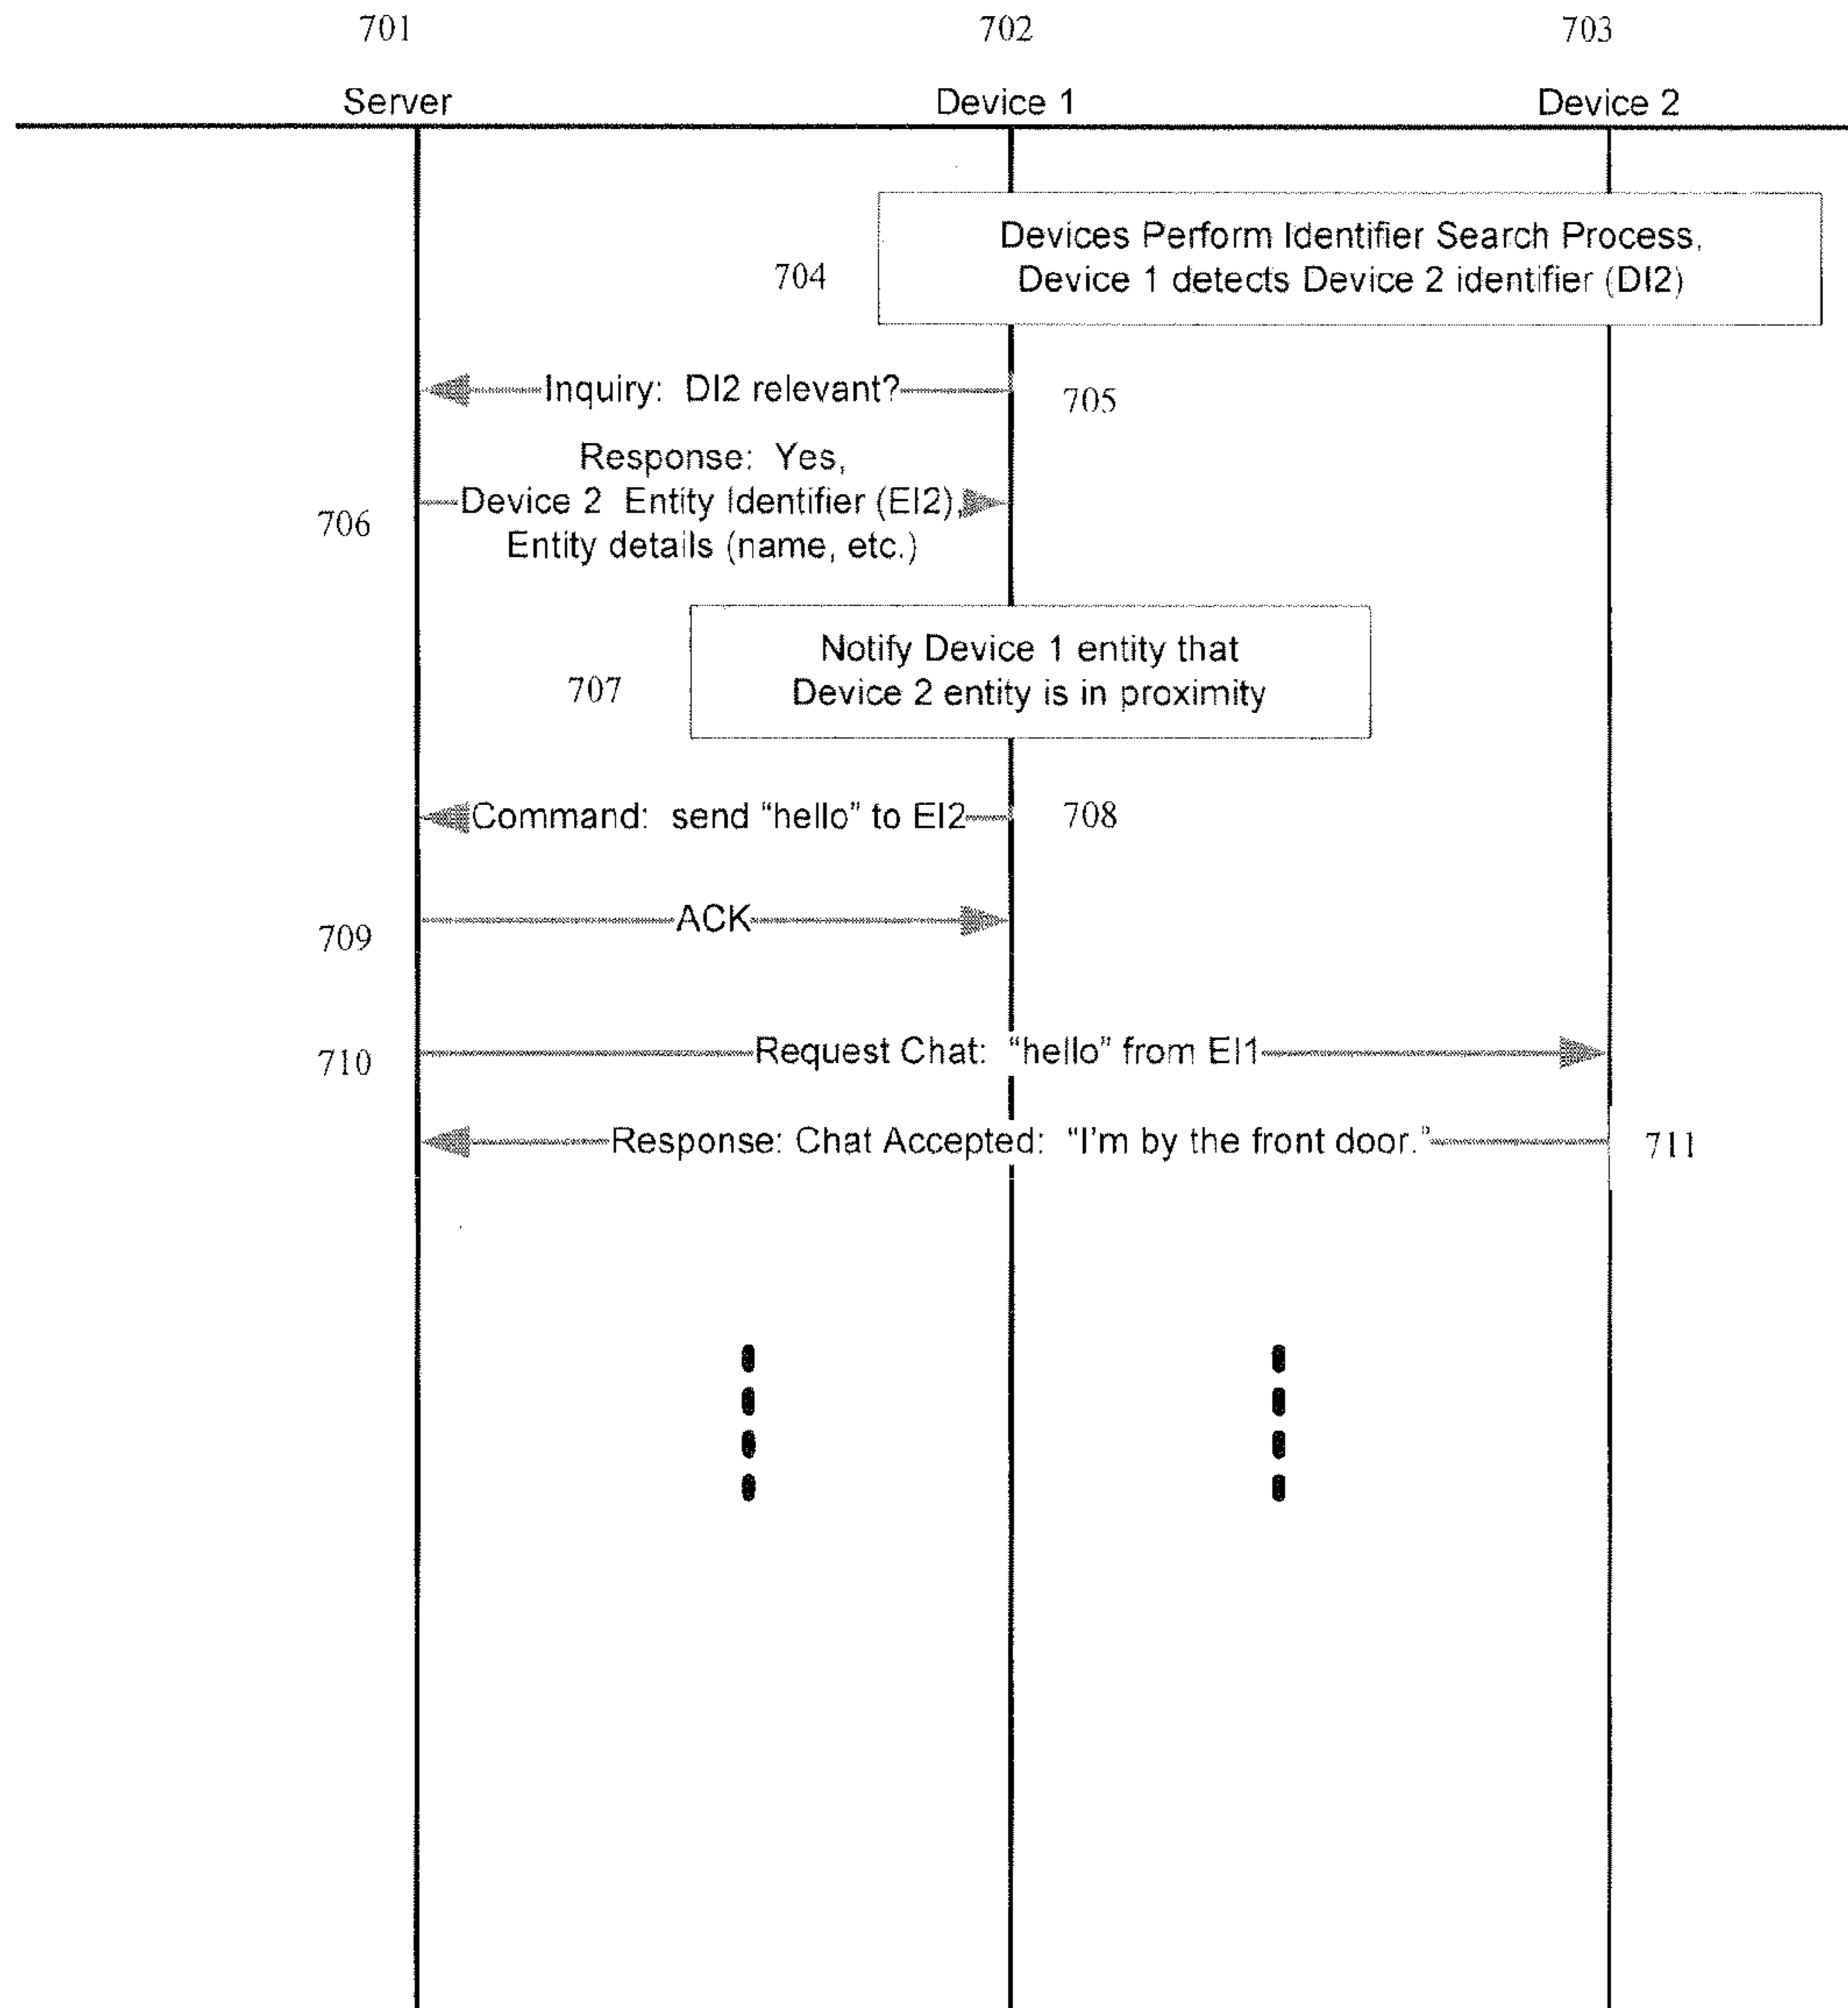 701 702 703
Server Device 1 Device 2
Devices Perform Identifier Search Process,
704 Device 1 detects Device 2 identifier (DI2)
Inquiry: DI2 relevant? 705
Response: Yes,
706 Device 2 Entity Identifier (EI2),
Entity details (name, etc.)
Notify Device 1 entity that
707 Device 2 entity is in proximity
Command: send “hello” to EI2 708
709 ACK
710 Request Chat: “hello” from EI1
Response: Chat Accepted: “I’m by the front door.” 711